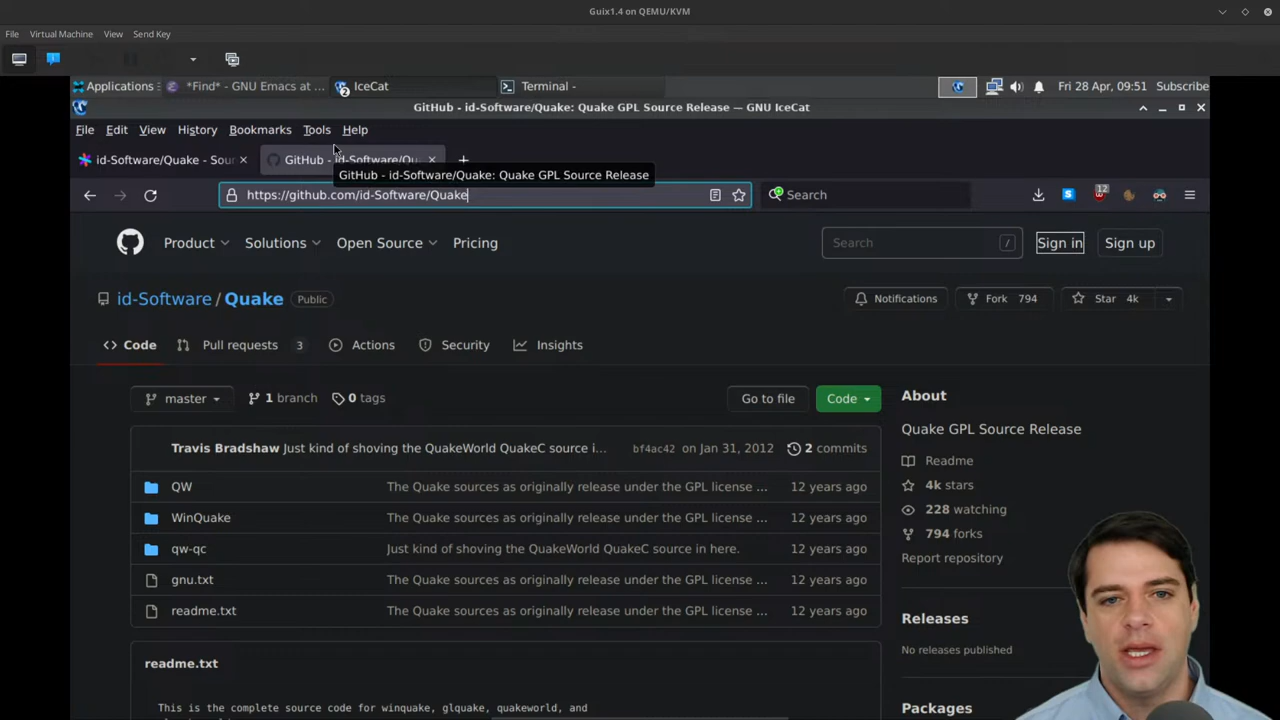 Guix1.4 on QEMU/KVM
File Virtual Machine View Send Key
Applications *Find* - GNU Emacs at ... IceCat Terminal - Fri 28 Apr, 09:51 Subscribe
2
GitHub - id-Software/Quake: Quake GPL Source Release — GNU IceCat
File Edit View History Bookmarks Tools Help
id-Software/Quake - Sour GitHub - id-Software/Qu
GitHub - id-Software/Quake: Quake GPL Source Release
https://github.com/id-Software/Quake Search 12
Product Solutions Open Source Pricing Search / Sign in Sign up
id-Software / Quake Public Notifications Fork 794 Star 4k
Code Pull requests 3 Actions Security Insights
master 1 branch 0 tags Go to file Code About
Travis Bradshaw Just kind of shoving the QuakeWorld QuakeC source i... bf4ac42 on Jan 31, 2012 2 commits Quake GPL Source Release
QW The Quake sources as originally release under the GPL license ... 12 years ago
WinQuake The Quake sources as originally release under the GPL license ... 12 years ago
qw-qc Just kind of shoving the QuakeWorld QuakeC source in here. 12 years ago
gnu.txt The Quake sources as originally release under the GPL license ... 12 years ago
readme.txt The Quake sources as originally release under the GPL license ... 12 years ago
Readme
4k stars
228 watching
794 forks
Report repository
Releases
No releases published
Packages
readme.txt
This is the complete source code for winquake, glquake, quakeworld, and